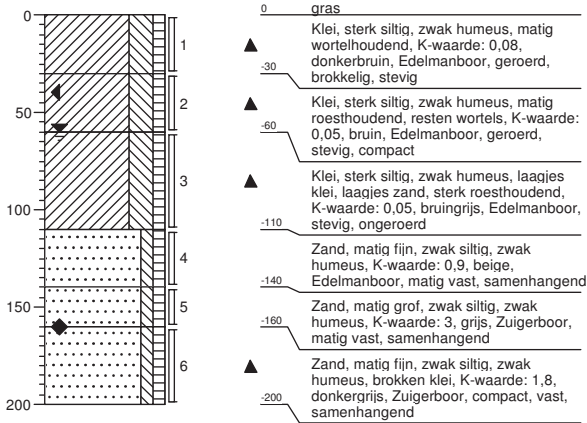 0
50
100
150
200
1
2
3
4
5
6
0 gras
Klei, sterk siltig, zwak humeus, matig
wortelhoudend, K-waarde: 0,08,
donkerbruin, Edelmanboor, geroerd,
brokkelig, stevig
-30
Klei, sterk siltig, zwak humeus, matig
roesthoudend, resten wortels, K-waarde:
0,05, bruin, Edelmanboor, geroerd,
stevig, compact
-60
Klei, sterk siltig, zwak humeus, laagjes
klei, laagjes zand, sterk roesthoudend,
K-waarde: 0,05, bruingrijs, Edelmanboor,
stevig, ongeroerd
-110
Zand, matig fijn, zwak siltig, zwak
humeus, K-waarde: 0,9, beige,
Edelmanboor, matig vast, samenhangend
-140
Zand, matig grof, zwak siltig, zwak
humeus, K-waarde: 3, grijs, Zuigerboor,
matig vast, samenhangend
-160
Zand, matig fijn, zwak siltig, zwak
humeus, brokken klei, K-waarde: 1,8,
donkergrijs, Zuigerboor, compact, vast,
samenhangend
-200